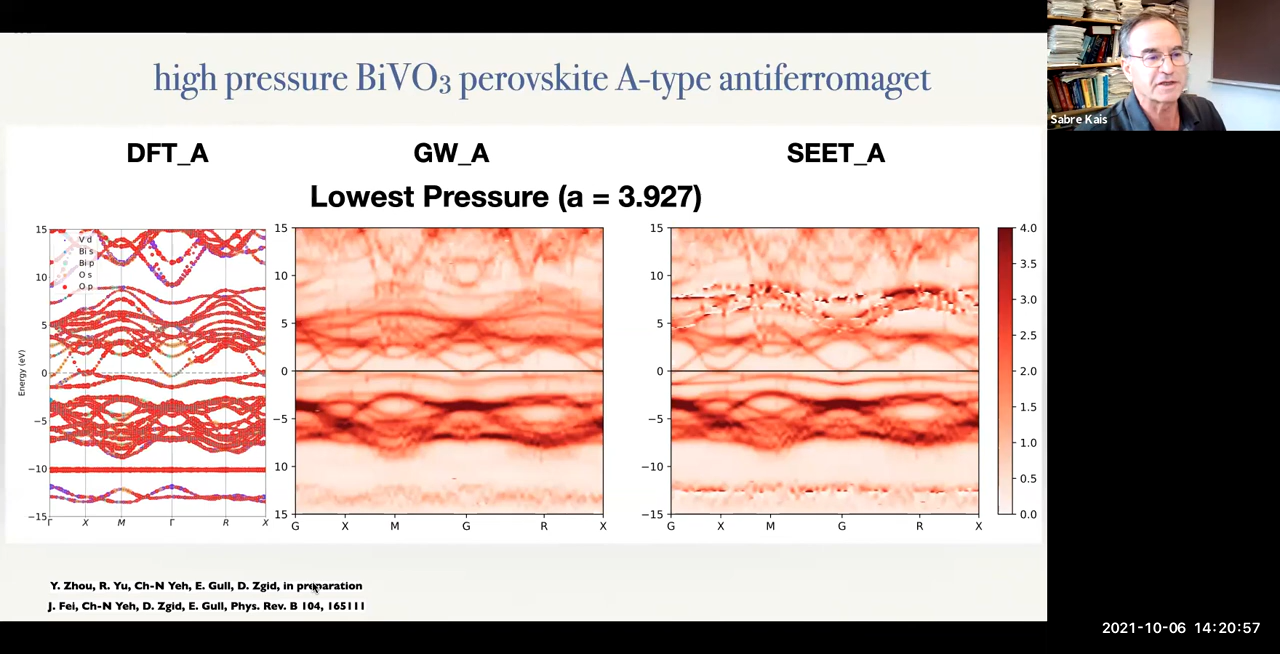 high pressure BiVO3 perovskite A-type antiferromaget
Sabre Kais
DFT_A
GW_A
SEET_A
Lowest Pressure (a = 3.927)
Energy (eV)
15
10
5
0
−5
−10
−15
V d
Bi s
Bi p
O s
O p
Γ X M Γ R X
15
10
5
0
−5
10
15
G X M G R X
15
10
5
0
−5
−10
−15
G X M G R X
4.0
3.5
3.0
2.5
2.0
1.5
1.0
0.5
0.0
Y. Zhou, R. Yu, Ch-N Yeh, E. Gull, D. Zgid, in preparation
J. Fei, Ch-N Yeh, D. Zgid, E. Gull, Phys. Rev. B 104, 165111
2021-10-06 14:20:57